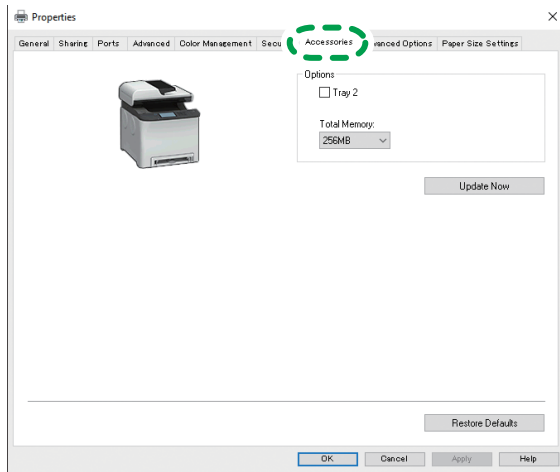 Properties
General Sharing Ports Advanced Color Management Secu Accessories vanced Options Paper Size Settings
Options
Tray 2
Total Memory:
256MB
Update Now
Restore Defaults
OK Cancel Apply Help